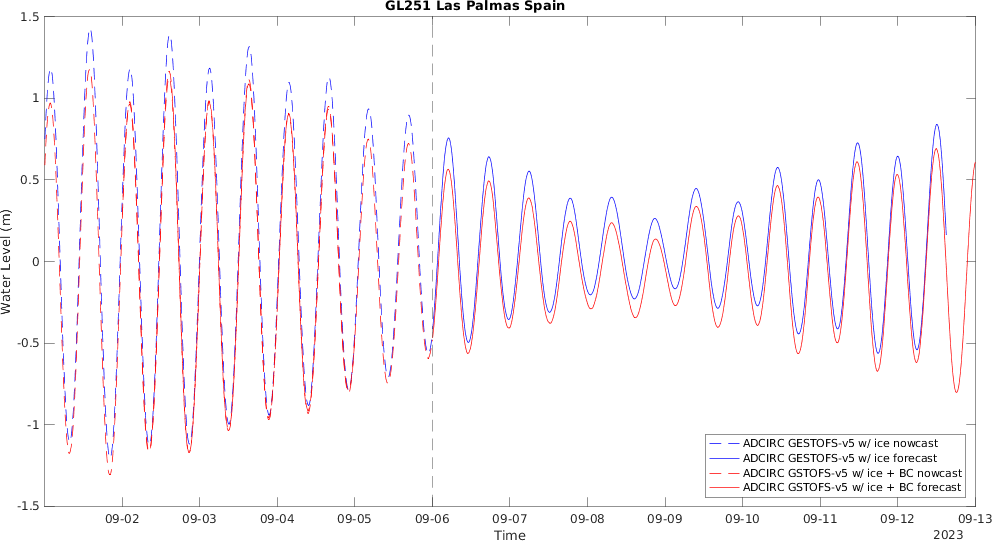 GL251 Las Palmas Spain
1.5
1
0.5
0
-0.5
-1
-1.5
Water Level (m)
09-02 09-03 09-04 09-05 09-06 09-07 09-08 09-09 09-10 09-11 09-12 09-13
Time
2023
ADCIRC GESTOFS-v5 w/ ice nowcast
ADCIRC GESTOFS-v5 w/ ice forecast
ADCIRC GSTOFS-v5 w/ ice + BC nowcast
ADCIRC GSTOFS-v5 w/ ice + BC forecast